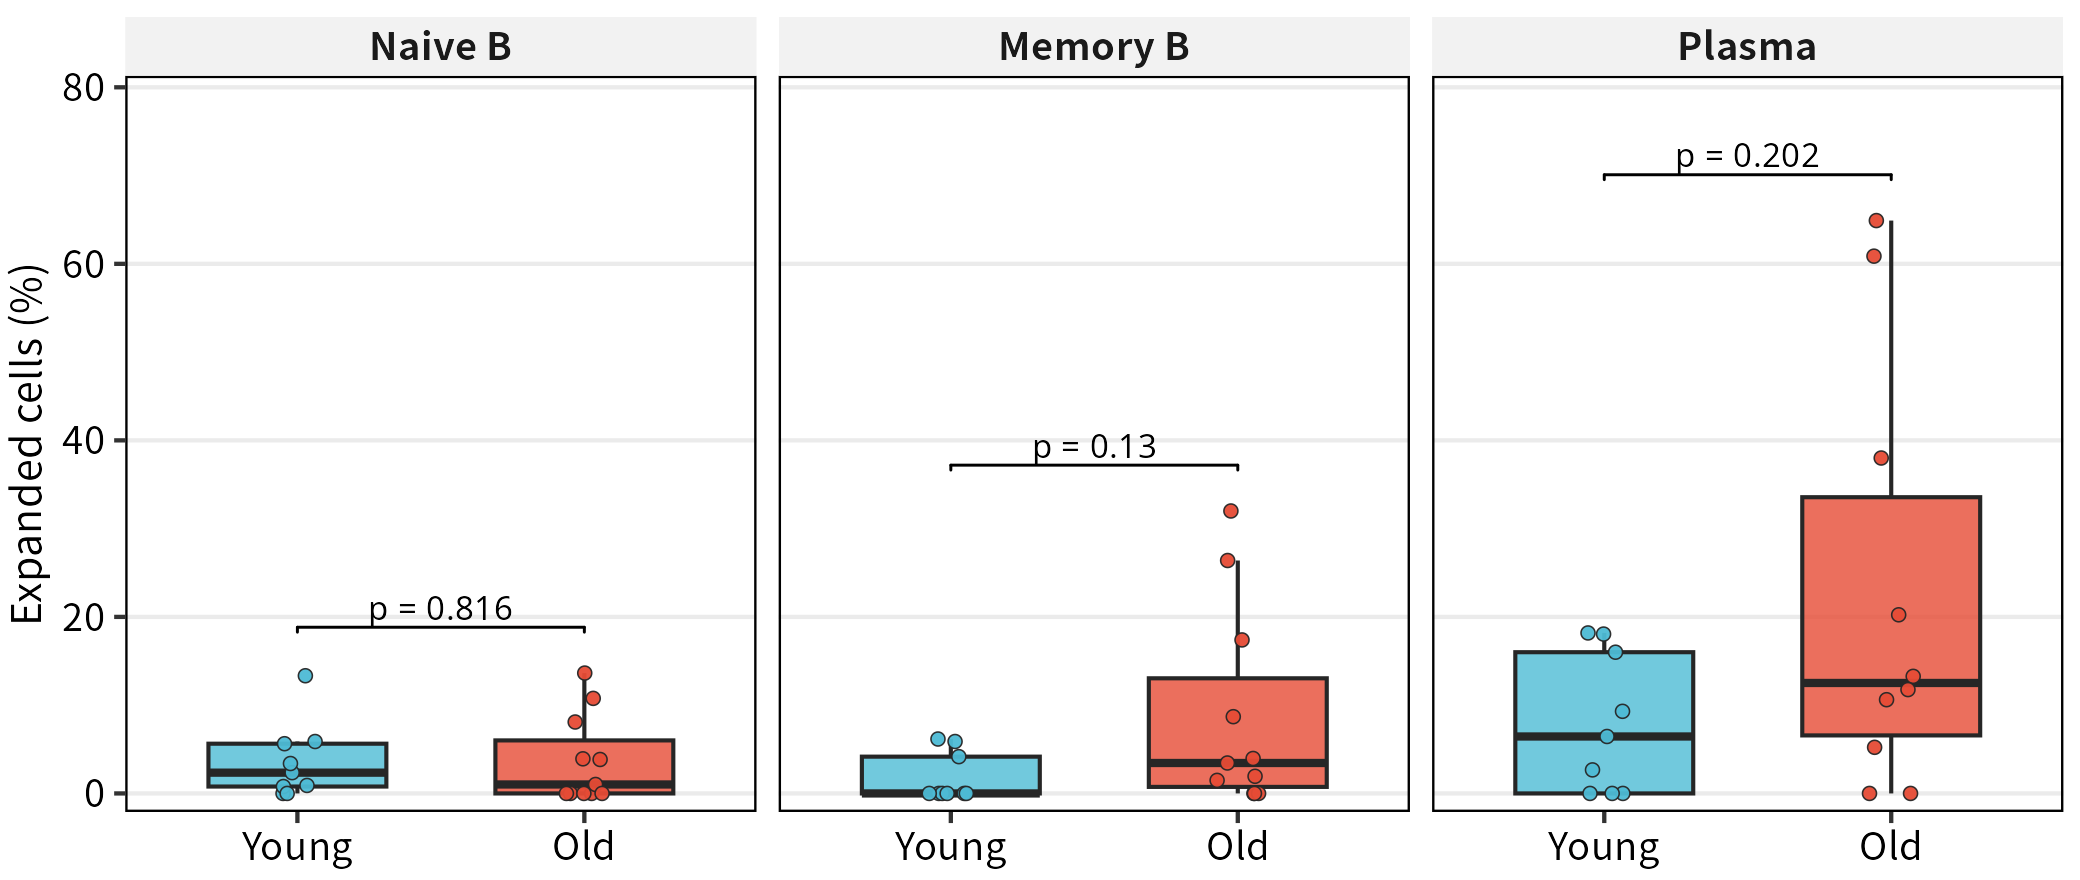 Naive B
Memory B
Plasma
Expanded cells (%)
80
60
40
20
0
p = 0.816
p = 0.13
p = 0.202
Young
Old
Young
Old
Young
Old